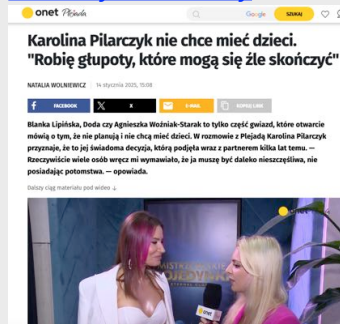 onet Plejada
Google SZUKAJ
Karolina Pilarczyk nie chce mieć dzieci.
"Robię głupoty, które mogą się źle skończyć"
NATALIA WOLNIEWICZ 14 stycznia 2025, 15:08
FACEBOOK X E-MAIL KOPIUJ LINK
Blanka Lipińska, Doda czy Agnieszka Woźniak-Starak to tylko część gwiazd, które otwarcie
mówią o tym, że nie planują i nie chcą mieć dzieci. W rozmowie z Plejadą Karolina Pilarczyk
przyznaje, że to jej świadoma decyzja, którą podjęła wraz z partnerem kilka lat temu. —
Rzeczywiście wiele osób wręcz mi wymawiało, że ja muszę być daleko nieszczęśliwa, nie
posiadając potomstwa. — opowiada.
Dalszy ciąg materiału pod wideo ↓
onet
onet